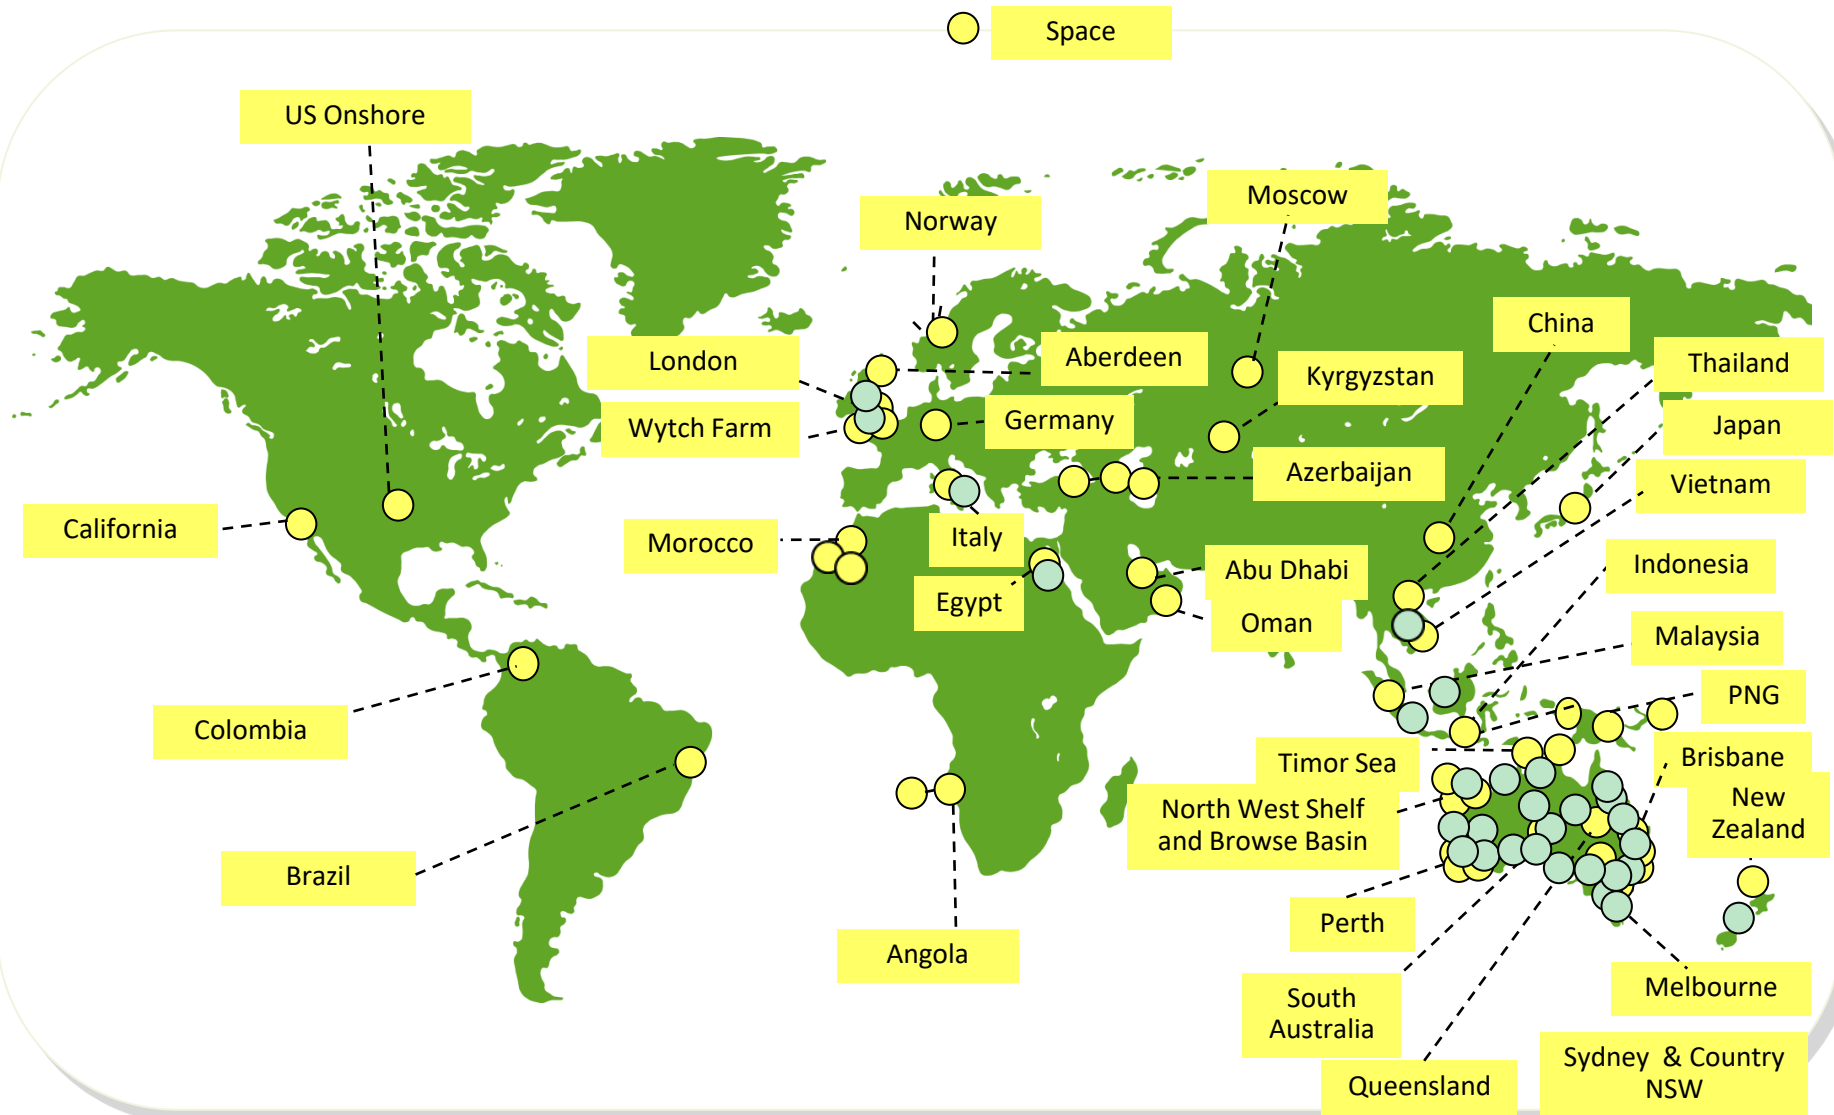 Space
US Onshore
Moscow
Norway
China
Aberdeen
London
Thailand
Kyrgyzstan
Wytch Farm
Germany
Japan
Azerbaijan
Vietnam
California
Morocco
Italy
Indonesia
Abu Dhabi
Egypt
Oman
Malaysia
PNG
Colombia
Timor Sea
Brisbane
New
Zealand
North West Shelf
and Browse Basin
Brazil
Perth
Angola
Melbourne
South
Australia
Sydney & Country
NSW
Queensland